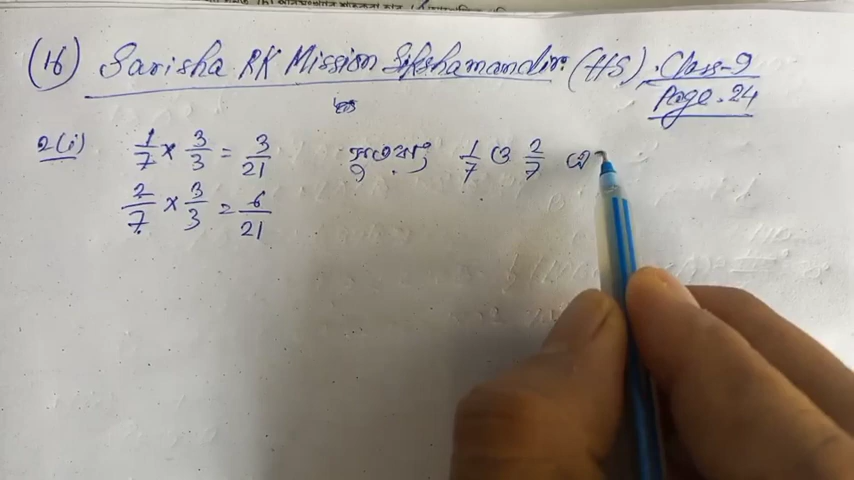 (16) Sarisha RK Mission Sikshamandir. (HS). Class-9
Page. 24
2(i) 1/7 × 3/3 = 3/21 সুতরাং, 1/7 ও 2/7 এ
2/7 × 3/3 = 6/21